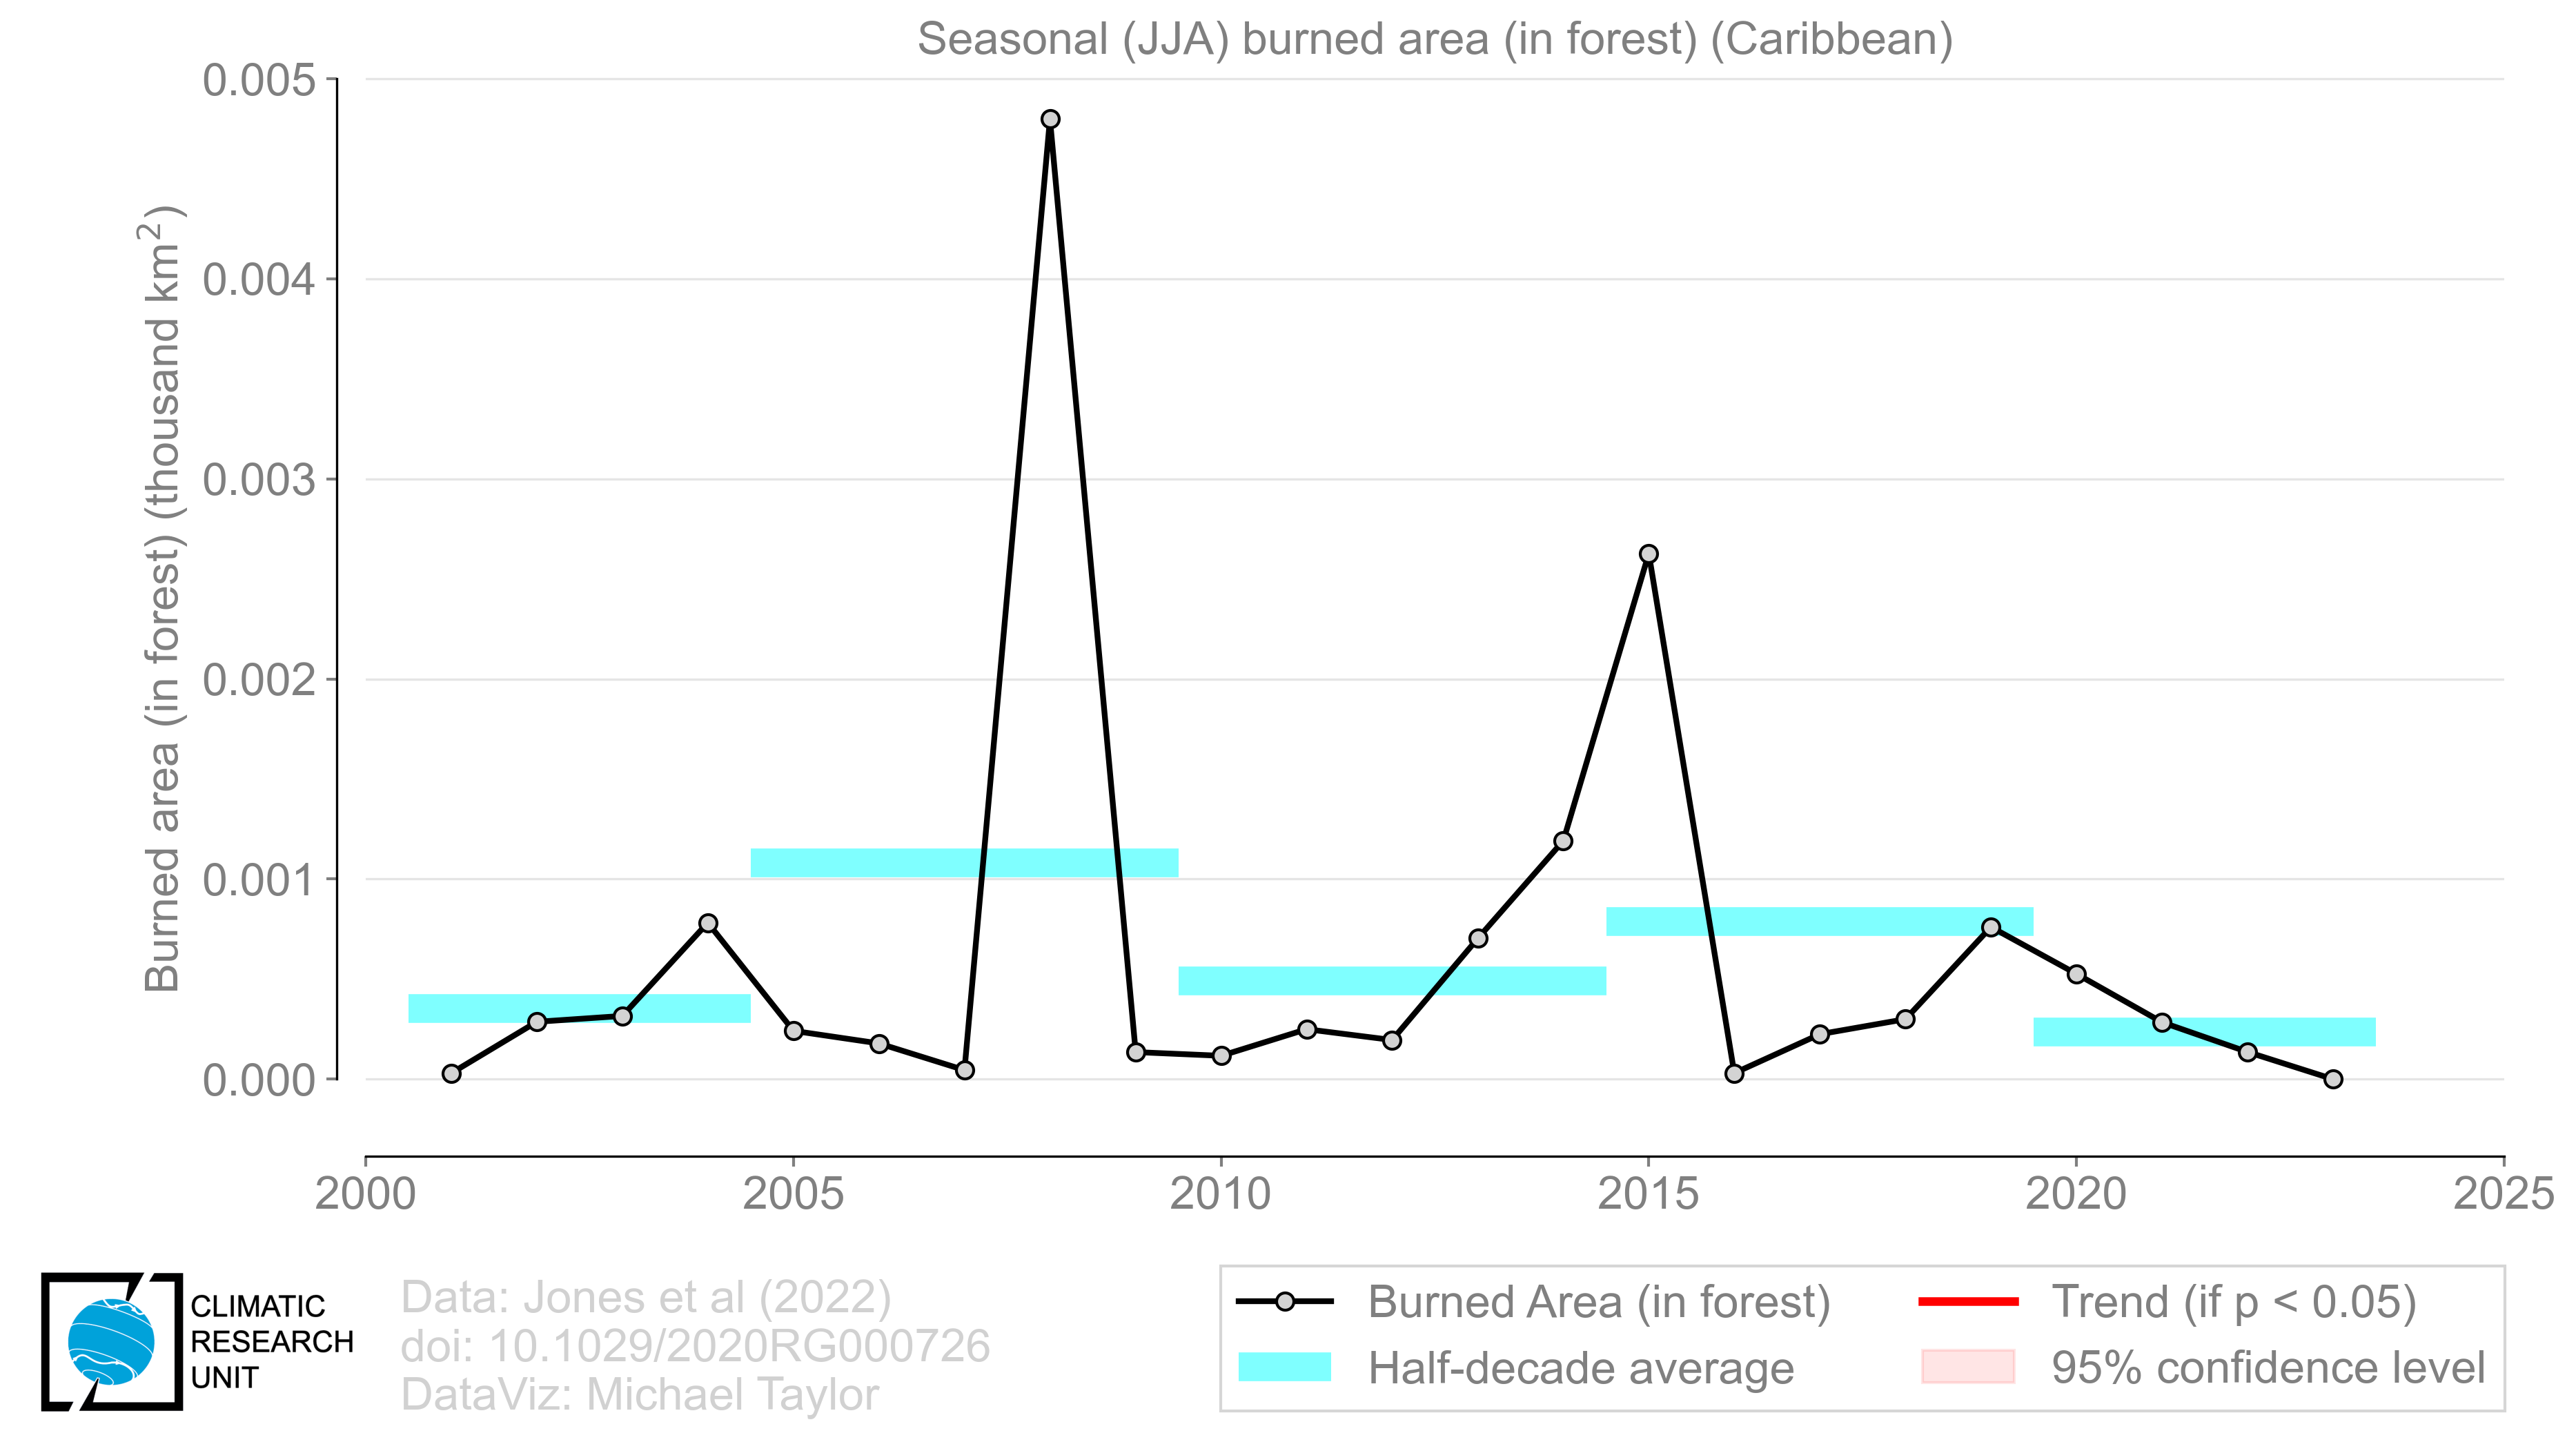 Seasonal (JJA) burned area (in forest) (Caribbean)
Burned area (in forest) (thousand km²)
0.005
0.004
0.003
0.002
0.001
0.000
2000 2005 2010 2015 2020 2025
CLIMATIC
RESEARCH
UNIT
Data: Jones et al (2022)
doi: 10.1029/2020RG000726
DataViz: Michael Taylor
Burned Area (in forest)
Half-decade average
Trend (if p < 0.05)
95% confidence level